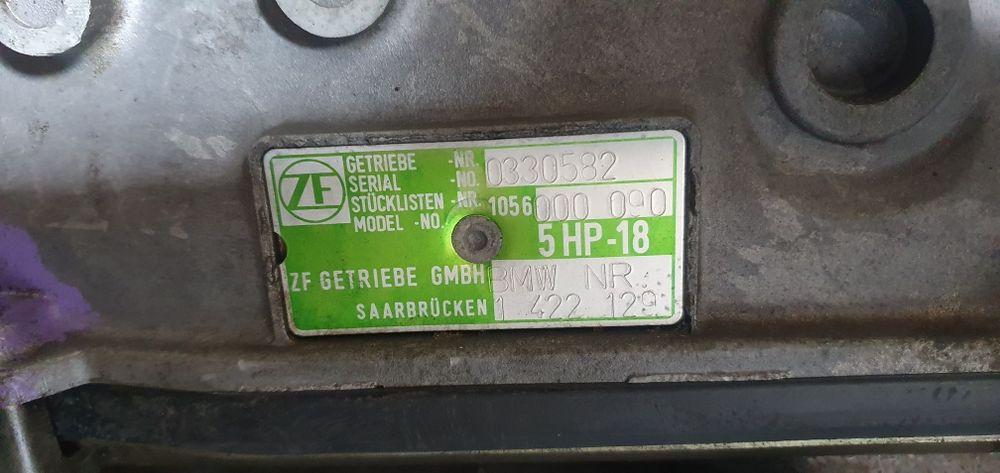 ZF
GETRIEBE -NR. 0330582
SERIAL -NO.
STÜCKLISTEN -NR. 1056 000 090
MODEL -NO.
5 HP-18
ZF GETRIEBE GMBH BMW NR.
SAARBRÜCKEN 1 422 129